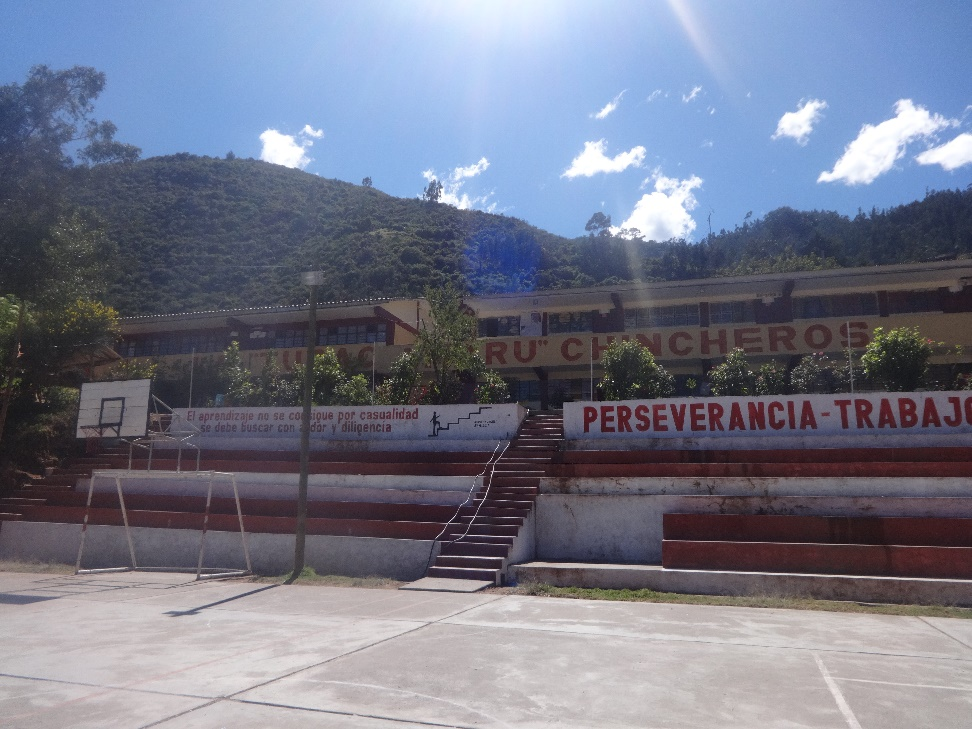 RU" CHINCHEROS
El aprendizaje no se consigue por casualidad
se debe buscar con ardor y diligencia
PERSEVERANCIA - TRABAJO